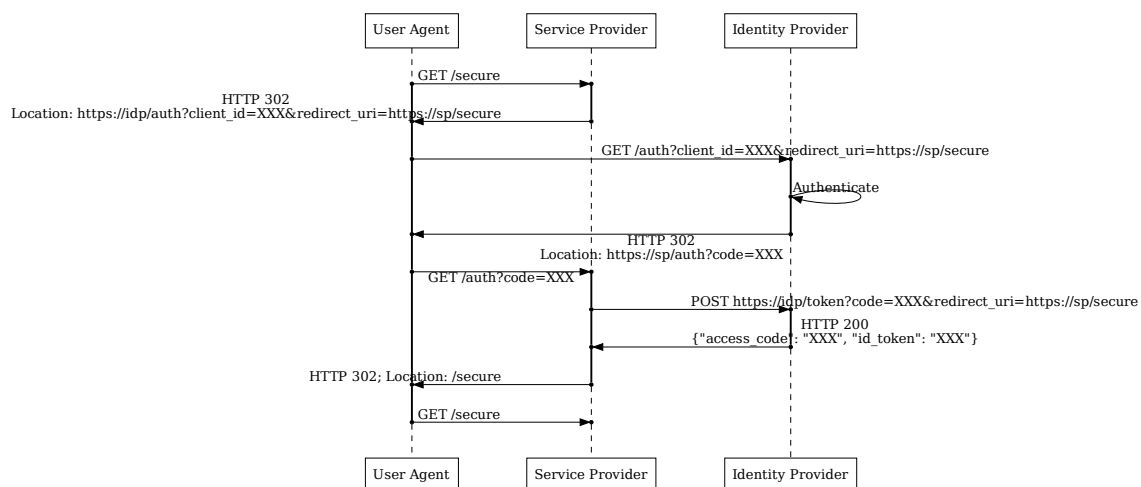 User Agent
Service Provider
Identity Provider
GET /secure
HTTP 302
Location: https://idp/auth?client_id=XXX&redirect_uri=https://sp/secure
GET /auth?client_id=XXX&redirect_uri=https://sp/secure
Authenticate
HTTP 302
Location: https://sp/auth?code=XXX
GET /auth?code=XXX
POST https://idp/token?code=XXX&redirect_uri=https://sp/secure
HTTP 200
{"access_code": "XXX", "id_token": "XXX"}
HTTP 302; Location: /secure
GET /secure
User Agent
Service Provider
Identity Provider